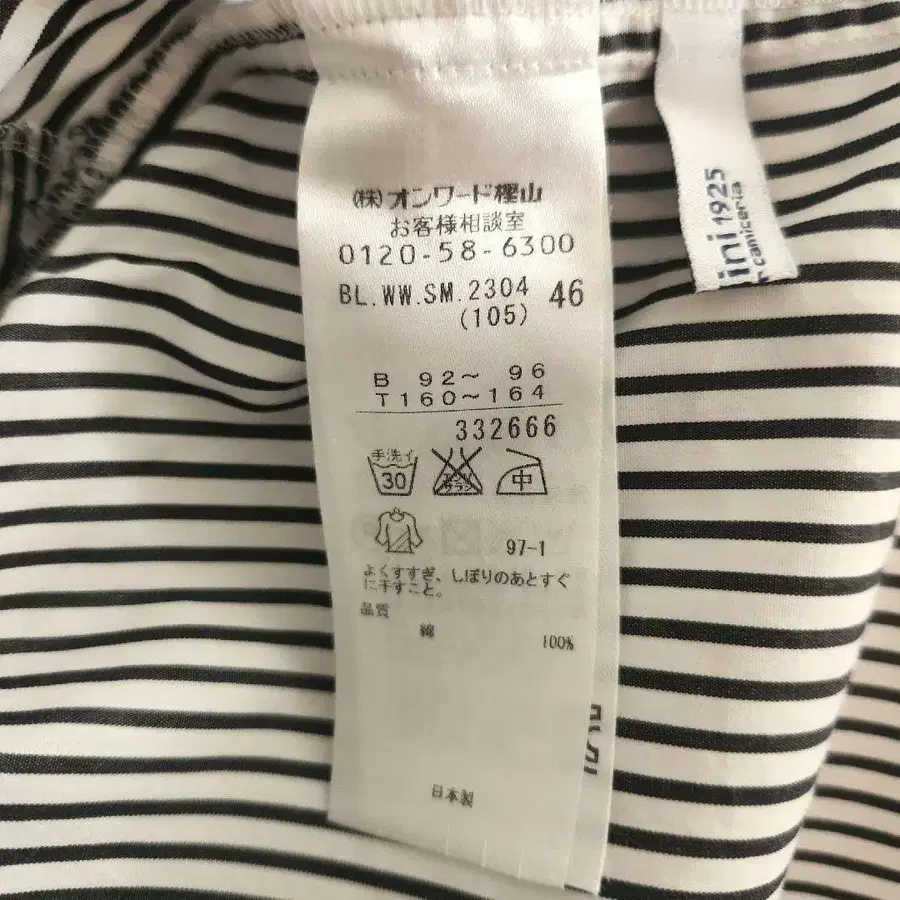 (株)オンワード樫山
お客様相談室
0120-58-6300
BL.WW.SM.2304 46
(105)
B 92～ 96
T160～164
332666
手洗イ
30
中
97-1
よくすすぎ、しぼりのあとすぐ
に干すこと。
品質
綿 100%
日本製
ini 1925
camiceria